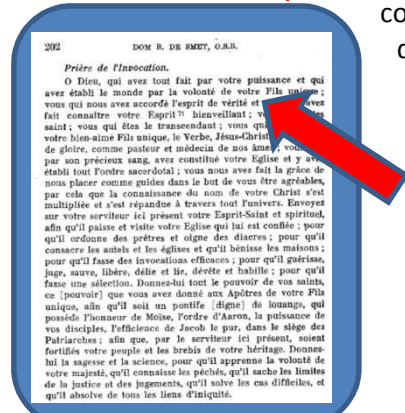 co
c
202 DOM B. DE SMET, O.S.B.
Prière de l'Invocation.
O Dieu, qui avez tout fait par votre puissance et qui
avez établi le monde par la volonté de votre Fils unique ;
vous qui nous avez accordé l'esprit de vérité et avez
fait connaître votre Esprit⁷¹ bienveillant ;
saint ; vous qui êtes le transcendant ; vous
votre bien-aimé Fils unique, le Verbe, Jésus-Christ
de gloire, comme pasteur et médecin de nos âmes ;
par son précieux sang, avez constitué votre Eglise et y
établi tout l'ordre sacerdotal ; vous nous avez fait la grâce de
nous placer comme guides dans le but de vous être agréables,
par cela que la connaissance du nom de votre Christ s'est
multipliée et s'est répandue à travers tout l'univers. Envoyez
sur votre serviteur ici présent votre Esprit-Saint et spirituel,
afin qu'il paisse et visite votre Eglise qui lui est confiée ; pour
qu'il ordonne des prêtres et oigne des diacres ; pour qu'il
consacre les autels et les églises et qu'il bénisse les maisons ;
pour qu'il fasse des invocations efficaces ; pour qu'il guérisse,
juge, sauve, libère, délie et lie, dévête et habille ; pour qu'il
fasse une sélection. Donnez-lui tout le pouvoir de vos saints,
ce [pouvoir] que vous avez donné aux Apôtres de votre Fils
unique, afin qu'il soit un pontife [digne] de louange, qui
possède l'honneur de Moïse, l'ordre d'Aaron, la puissance de
vos disciples, l'efficience de Jacob le pur, dans le siège des
Patriarches ; afin que, par le serviteur ici présent, soient
fortifiés votre peuple et les brebis de votre héritage. Donnez-
lui la sagesse et la science, pour qu'il apprenne la volonté de
votre majesté, qu'il connaisse les péchés, qu'il sache les limites
de la justice et des jugements, qu'il solve les cas difficiles, et
qu'il absolve de tous les liens d'iniquité.